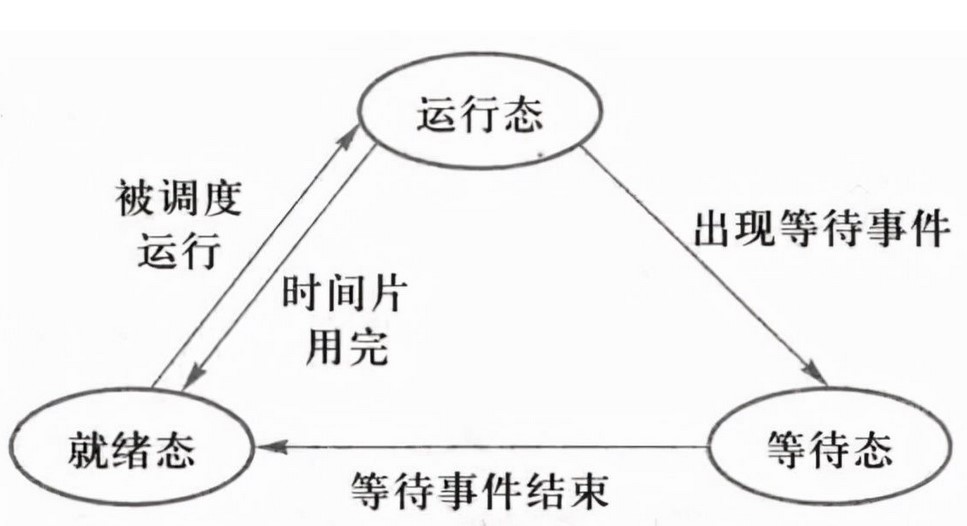 运行态
被调度
运行
出现等待事件
时间片
用完
就绪态
等待态
等待事件结束